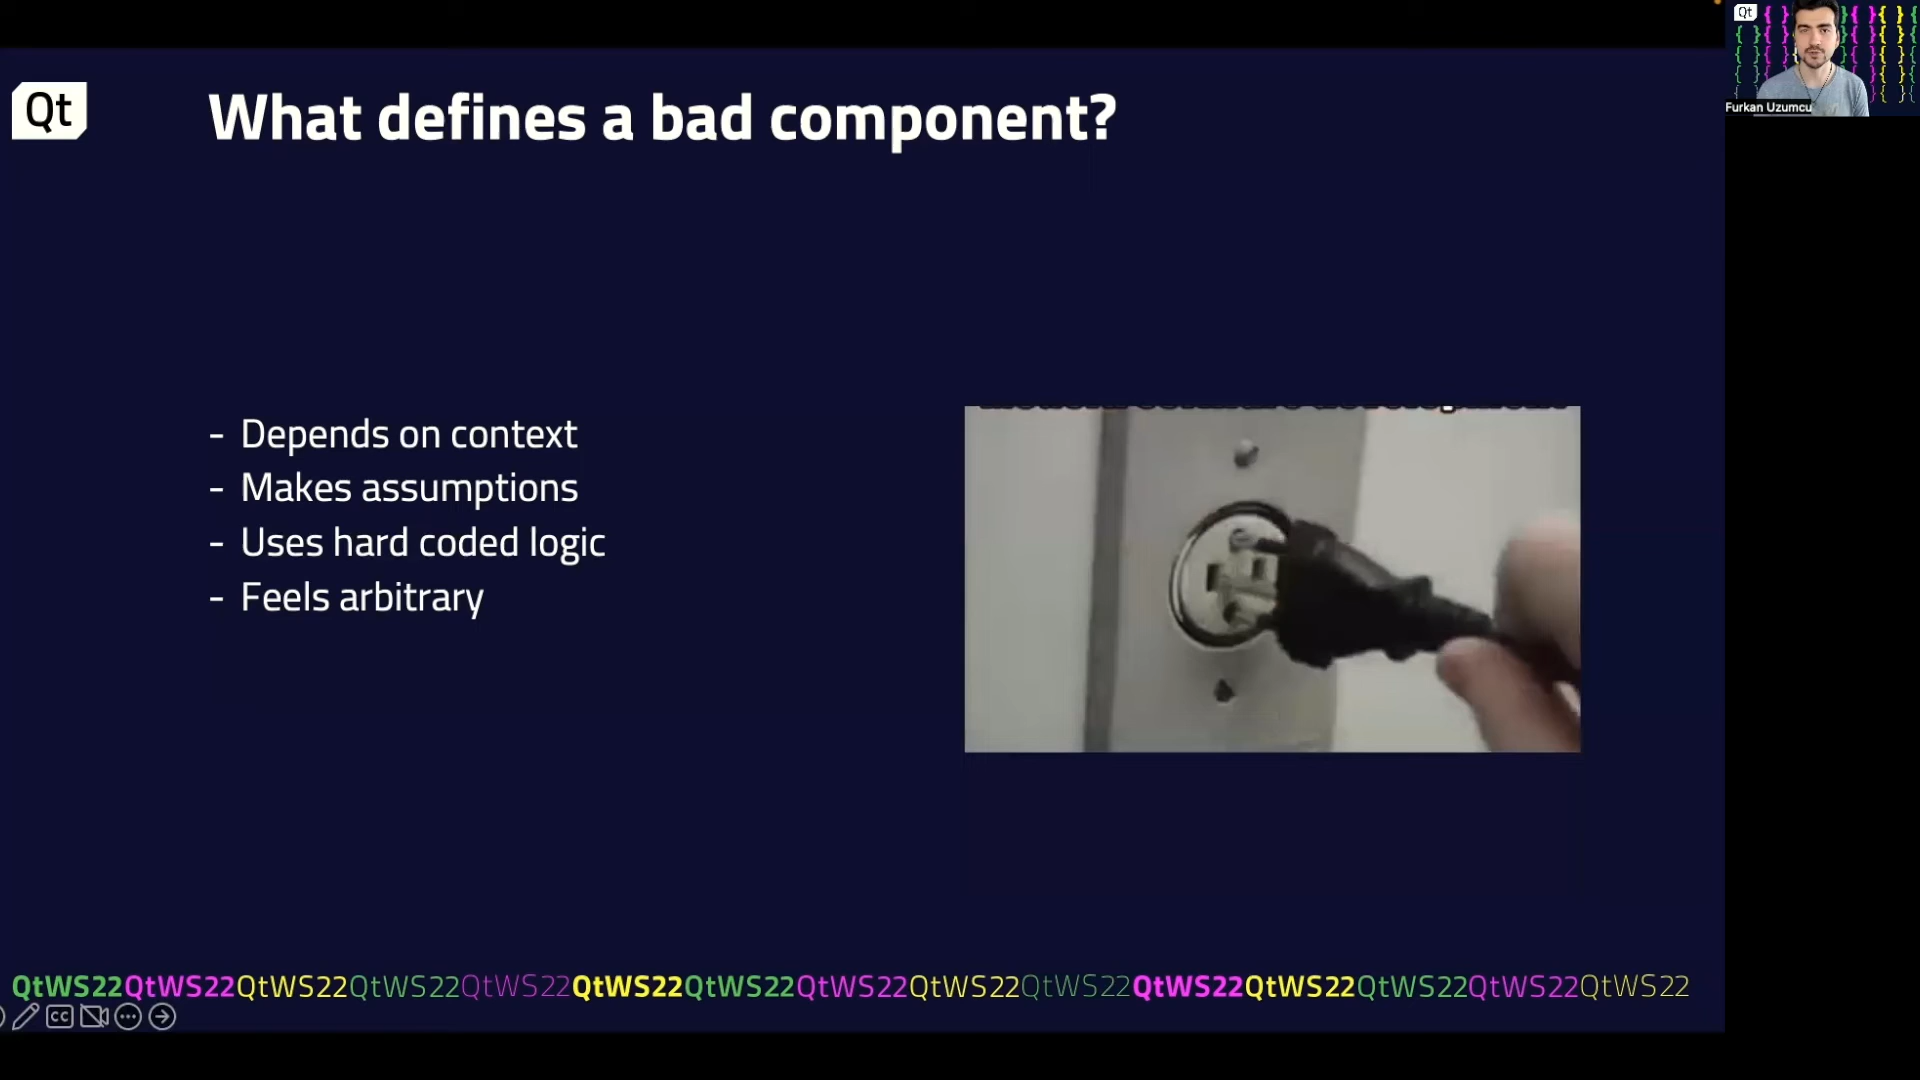 Qt
What defines a bad component?
- Depends on context
- Makes assumptions
- Uses hard coded logic
- Feels arbitrary
QtWS22QtWS22QtWS22QtWS22QtWS22QtWS22QtWS22QtWS22QtWS22QtWS22QtWS22QtWS22QtWS22QtWS22QtWS22
CC
Qt
Furkan Uzumcu